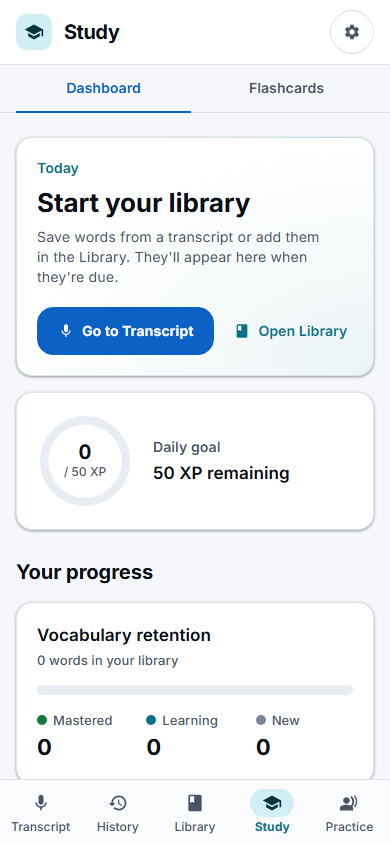 Study
Dashboard
Flashcards
Today
Start your library
Save words from a transcript or add them
in the Library. They'll appear here when
they're due.
Go to Transcript
Open Library
0
/ 50 XP
Daily goal
50 XP remaining
Your progress
Vocabulary retention
0 words in your library
Mastered
Learning
New
0
0
0
Transcript
History
Library
Study
Practice